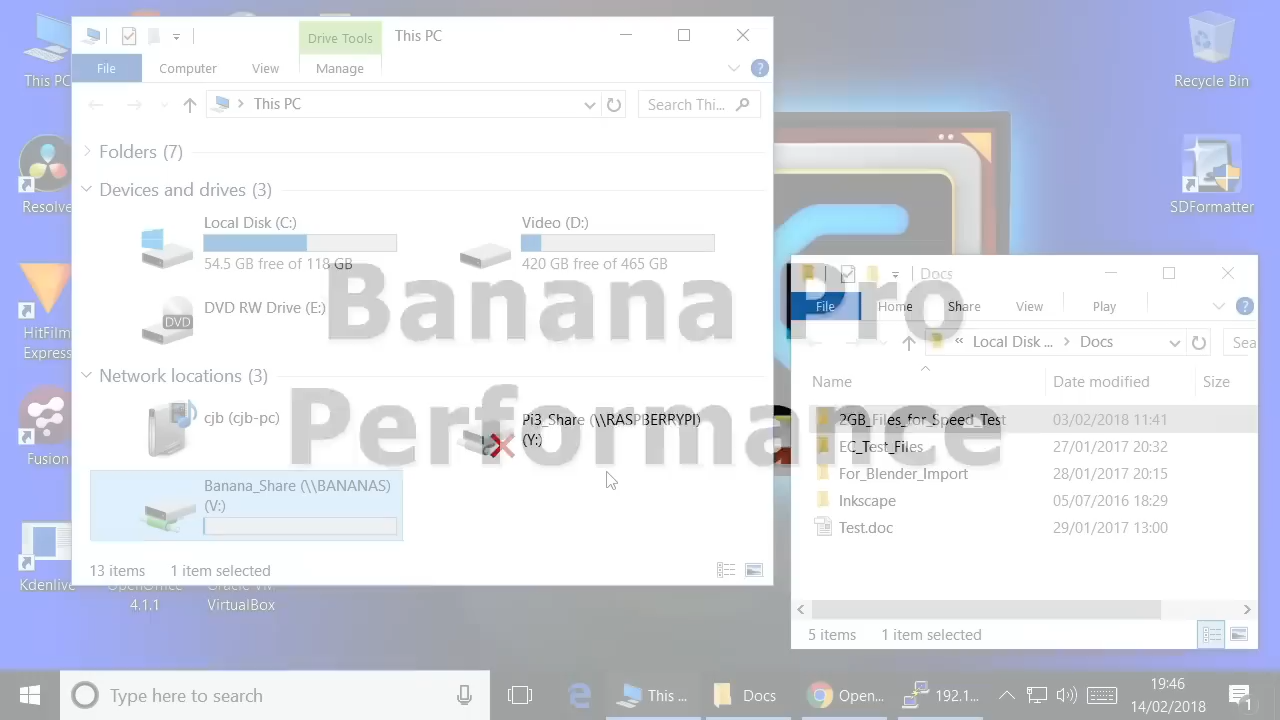 This PC
Resolve
HitFilm
Express
Fusion
Kdenlive
OpenOffice
4.1.1
Oracle VM
VirtualBox
Recycle Bin
SDFormatter
Drive Tools
This PC
File
Computer
View
Manage
This PC
Search Thi...
Folders (7)
Devices and drives (3)
Local Disk (C:)
54.5 GB free of 118 GB
Video (D:)
420 GB free of 465 GB
DVD RW Drive (E:)
DVD
Network locations (3)
cjb (cjb-pc)
Pi3_Share (\\RASPBERRYPI)
(Y:)
Banana_Share (\\BANANAS)
(V:)
13 items
1 item selected
Banana Pro
Performance
Docs
File
Home
Share
View
Play
« Local Disk ...
Docs
Sea
Name
Date modified
Size
2GB_Files_for_Speed_Test
03/02/2018 11:41
EC_Test_Files
27/01/2017 20:32
For_Blender_Import
28/01/2017 20:15
Inkscape
05/07/2016 18:29
Test.doc
29/01/2017 13:00
5 items
1 item selected
Type here to search
This ...
Docs
Open...
192.1...
19:46
14/02/2018
1